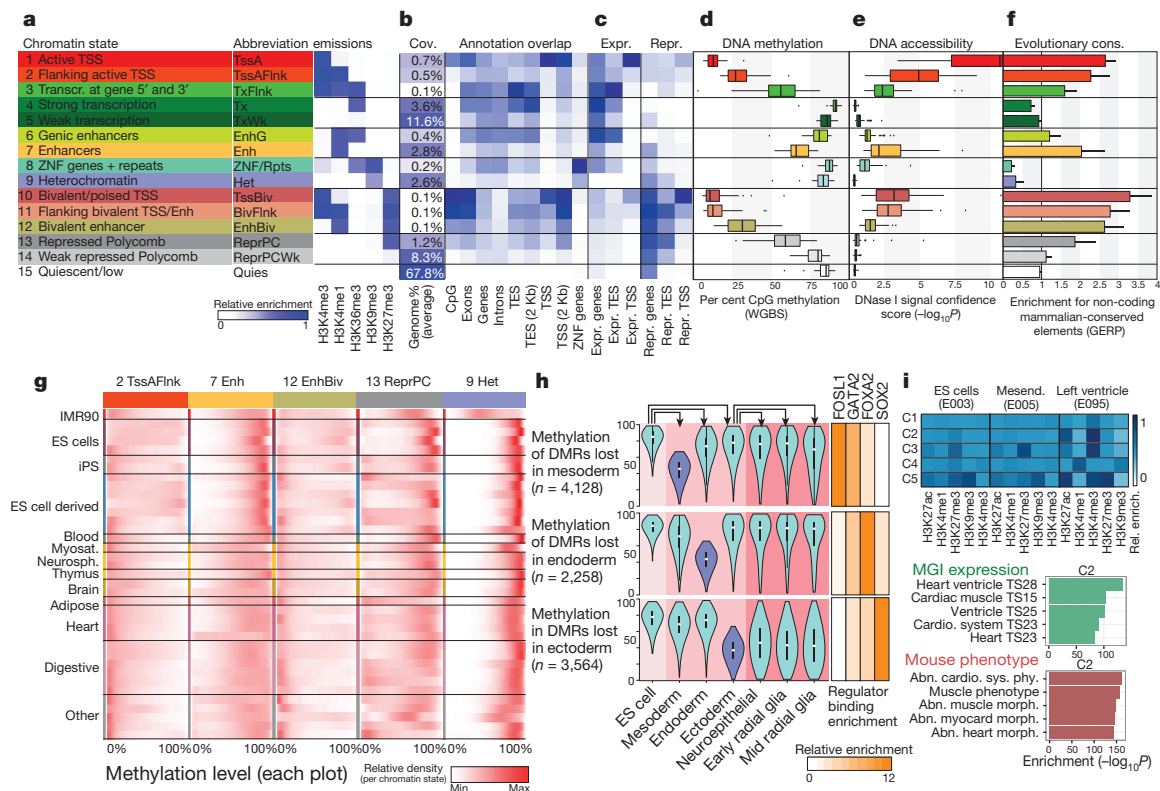 a
b
c
d
e
f
Chromatin state Abbreviation emissions
Cov.
Annotation overlap
Expr.
Repr.
DNA methylation
DNA accessibility
Evolutionary cons.
1 Active TSS TssA 0.7%
2 Flanking active TSS TssAFlnk 0.5%
3 Transcr. at gene 5′ and 3′ TxFlnk 0.1%
4 Strong transcription Tx 3.6%
5 Weak transcription TxWk 11.6%
6 Genic enhancers EnhG 0.4%
7 Enhancers Enh 2.8%
8 ZNF genes + repeats ZNF/Rpts 0.2%
9 Heterochromatin Het 2.6%
10 Bivalent/poised TSS TssBiv 0.1%
11 Flanking bivalent TSS/Enh BivFlnk 0.1%
12 Bivalent enhancer EnhBiv 0.1%
13 Repressed Polycomb ReprPC 1.2%
14 Weak repressed Polycomb ReprPCWk 8.3%
15 Quiescent/low Quies 67.8%
Relative enrichment
0 1
H3K4me3
H3K4me1
H3K36me3
H3K9me3
H3K27me3
Genome% (average)
CpG
Exons
Genes
Introns
TES
TES (2 Kb)
TSS
TSS (2 Kb)
ZNF genes
Expr. genes
Expr. TES
Expr. TSS
Repr. genes
Repr. TES
Repr. TSS
0 25 50 75 100
Per cent CpG methylation
(WGBS)
0 2 4 6 8 10
DNase I signal confidence
score (−log10P)
0 1 2 3 4
Enrichment for non-coding
mammalian-conserved
elements (GERP)
g
2 TssAFlnk 7 Enh 12 EnhBiv 13 ReprPC 9 Het
IMR90
ES cells
iPS
ES cell derived
Blood
Myosat.
Neurosph.
Thymus
Brain
Adipose
Heart
Digestive
Other
0% 100%0% 100%0% 100%0% 100%0% 100%
Methylation level (each plot)
Relative density
(per chromatin state)
Min Max
h
Methylation
of DMRs lost
in mesoderm
(n = 4,128)
100
50
0
Methylation
of DMRs lost
in endoderm
(n = 2,258)
100
50
0
Methylation
in DMRs lost
in ectoderm
(n = 3,564)
100
50
0
ES cell
Mesoderm
Endoderm
Ectoderm
Neuroepithelial
Early radial glia
Mid radial glia
FOSL1
GATA2
FOXA2
SOX2
Regulator
binding
enrichment
Relative enrichment
0 12
i
ES cells
(E003)
Mesend.
(E005)
Left ventricle
(E095)
C1
C2
C3
C4
C5
H3K27ac
H3K4me1
H3K27me3
H3K9me3
H3K4me3
H3K27ac
H3K4me1
H3K27me3
H3K9me3
H3K4me3
H3K27ac
H3K4me1
H3K4me3
H3K27me3
H3K9me3
1
0
Rel. enrich.
MGI expression
C2
Heart ventricle TS28
Cardiac muscle TS15
Ventricle TS25
Cardio. system TS23
Heart TS23
0 50 100
Mouse phenotype
C2
Abn. cardio. sys. phy.
Muscle phenotype
Abn. muscle morph.
Abn. myocard morph.
Abn. heart morph.
0 50 100 150
Enrichment (−log10P)